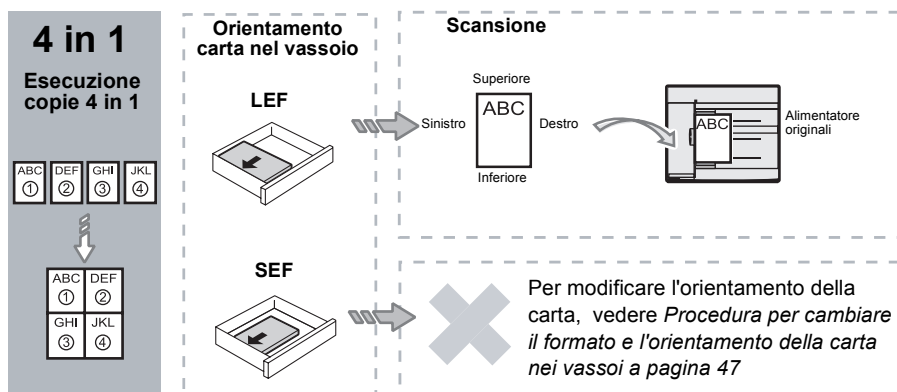 4 in 1
Esecuzione
copie 4 in 1
ABC
①
DEF
②
GHI
③
JKL
④
ABC
①
DEF
②
GHI
③
JKL
④
Orientamento
carta nel vassoio
LEF
SEF
Scansione
Superiore
Sinistro
ABC
Destro
Inferiore
ABC
Alimentatore
originali
Per modificare l'orientamento della
carta, vedere Procedura per cambiare
il formato e l'orientamento della carta
nei vassoi a pagina 47